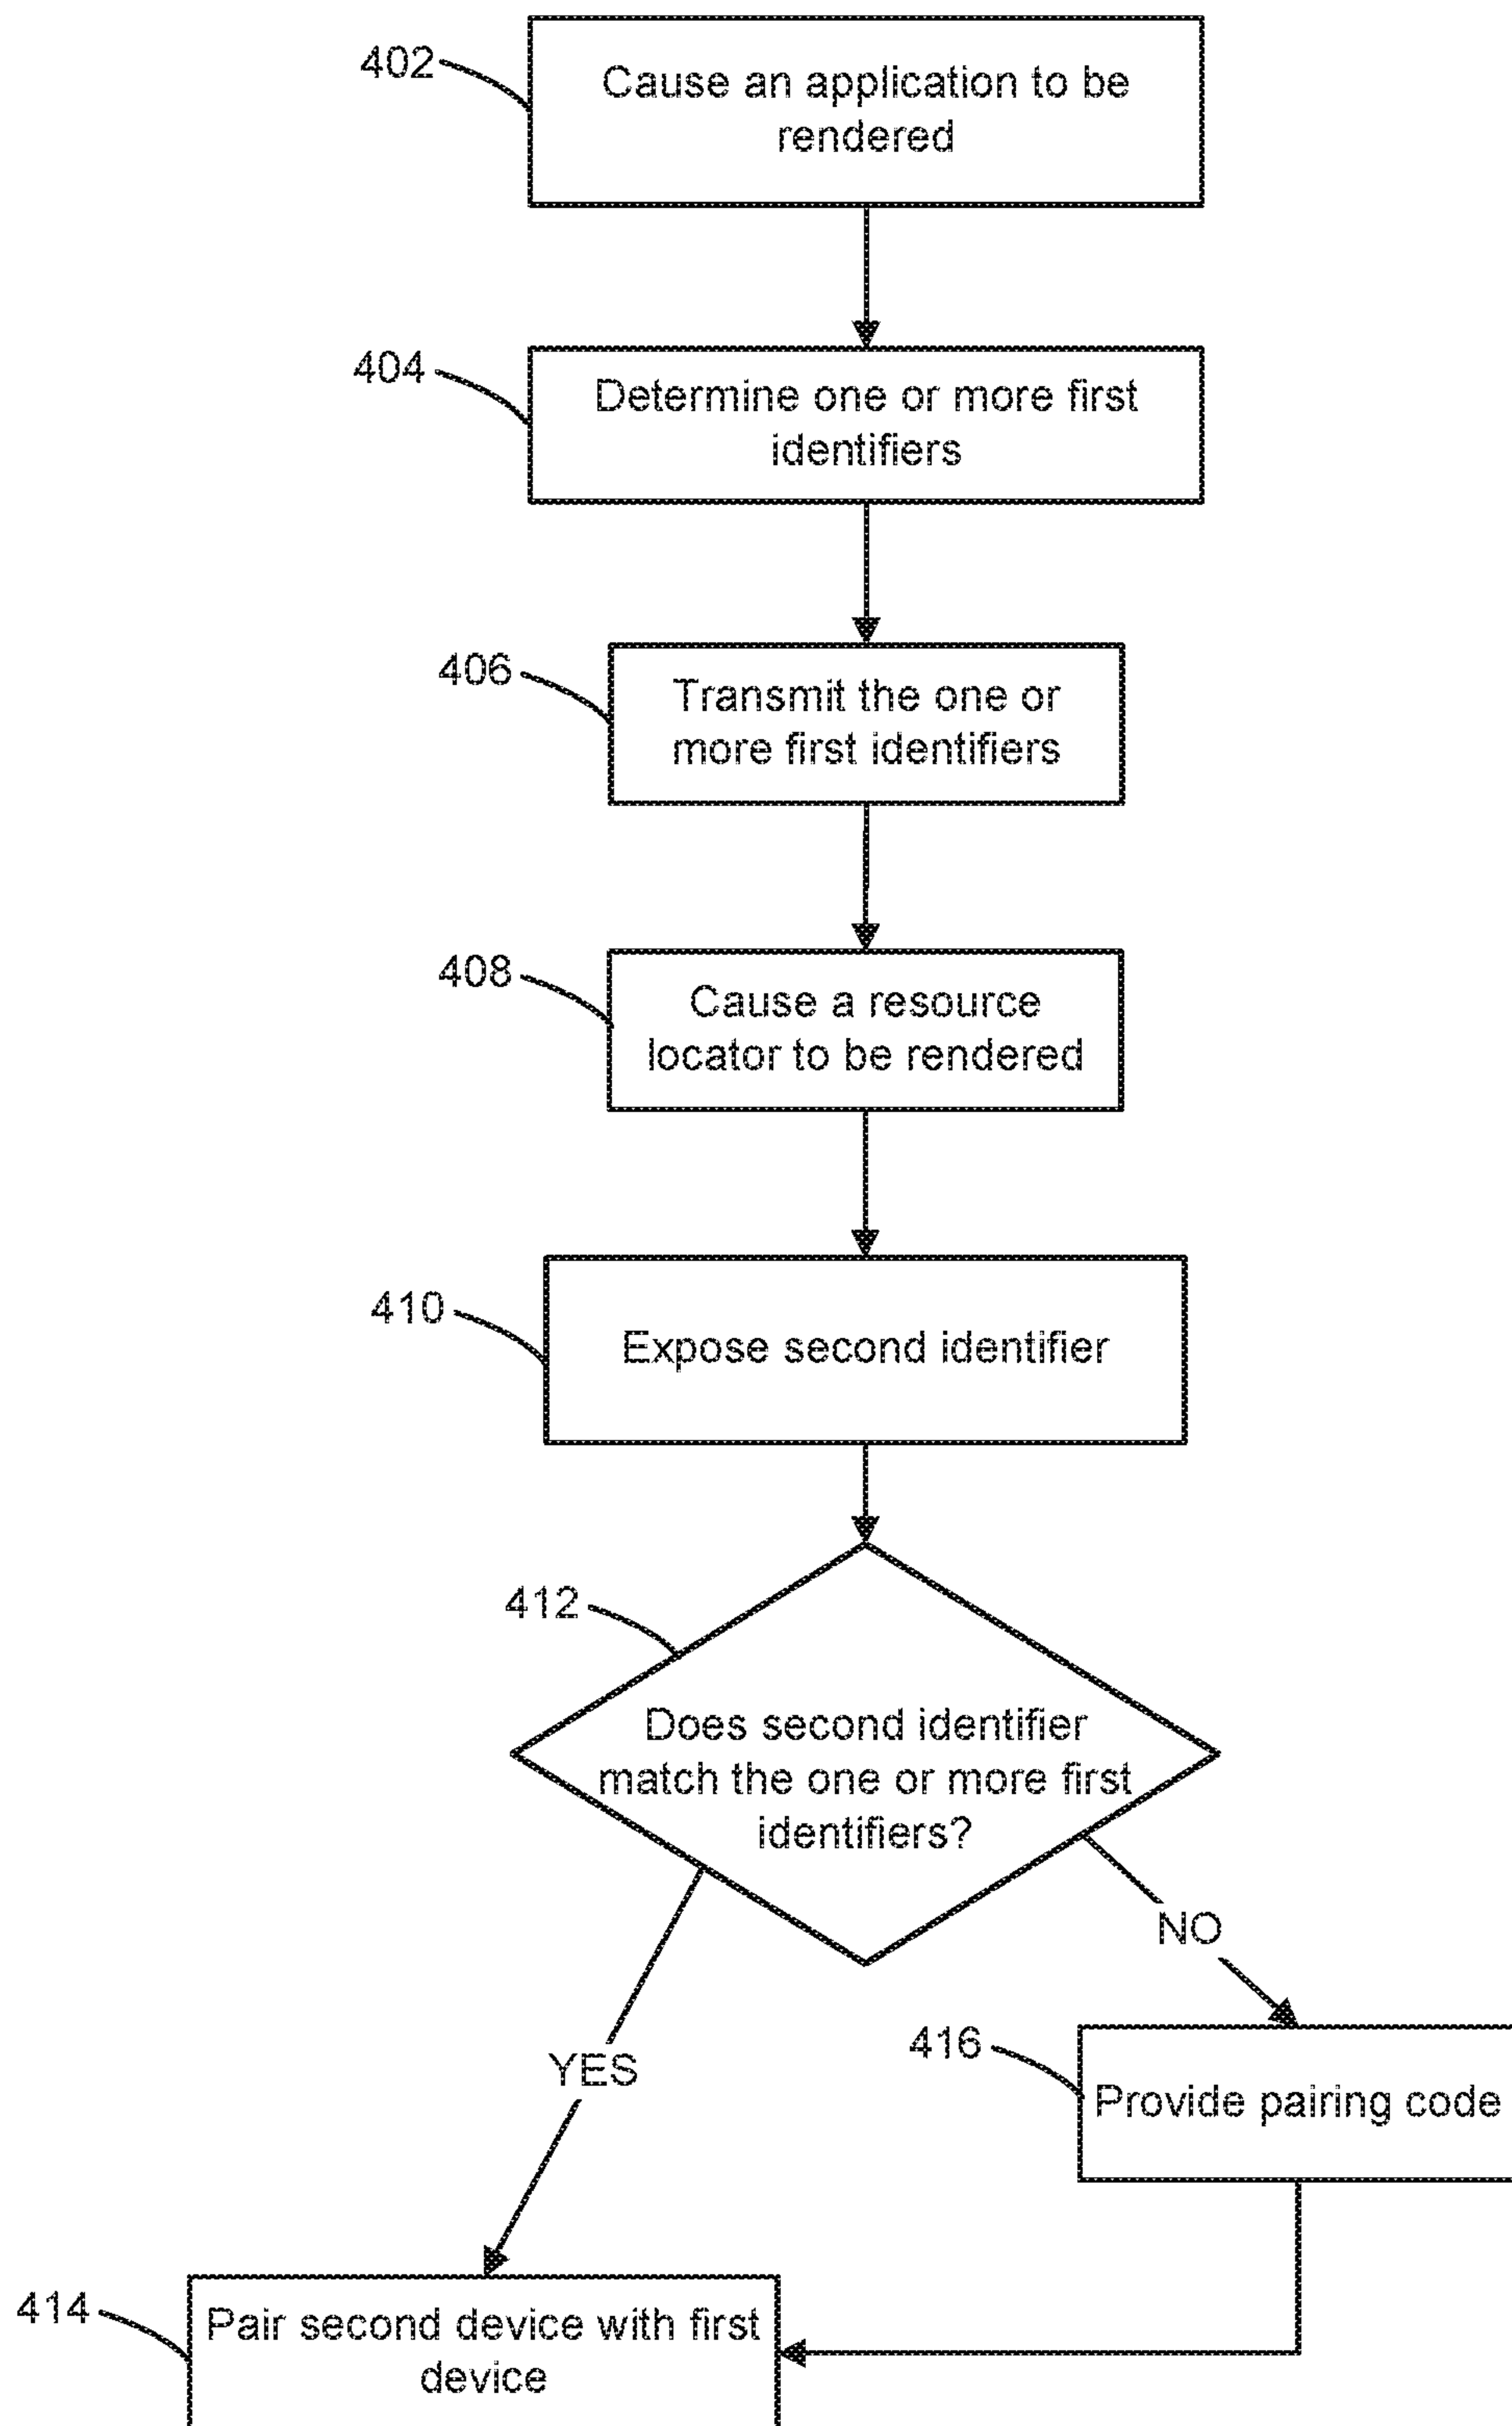 402
Cause an application to be
rendered
404
Determine one or more first
identifiers
406
Transmit the one or
more first identifiers
408
Cause a resource
locator to be rendered
410
Expose second identifier
412
Does second identifier
match the one or more first
identifiers?
NO
YES
416
Provide pairing code
414
Pair second device with first
device